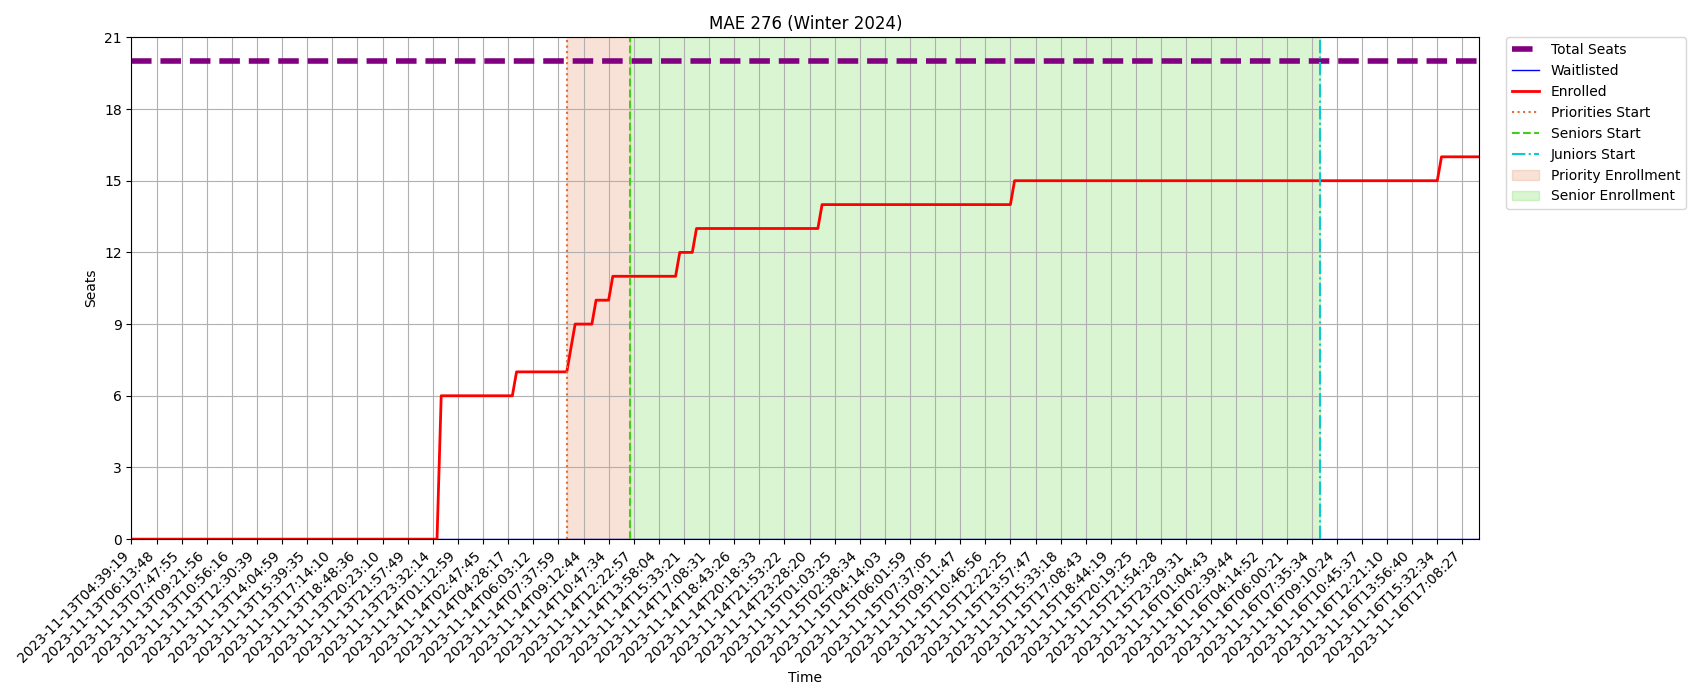 MAE 276 (Winter 2024)
21
18
15
12
9
6
3
0
Seats
2023-11-13T04:39:19
2023-11-13T06:13:48
2023-11-13T07:47:55
2023-11-13T09:21:56
2023-11-13T10:56:16
2023-11-13T12:30:39
2023-11-13T14:04:59
2023-11-13T15:39:35
2023-11-13T17:14:10
2023-11-13T18:48:36
2023-11-13T20:23:10
2023-11-13T21:57:49
2023-11-13T23:32:14
2023-11-14T01:12:59
2023-11-14T02:47:45
2023-11-14T04:28:17
2023-11-14T06:03:12
2023-11-14T07:37:59
2023-11-14T09:12:44
2023-11-14T10:47:34
2023-11-14T12:22:57
2023-11-14T13:58:04
2023-11-14T15:33:21
2023-11-14T17:08:31
2023-11-14T18:43:26
2023-11-14T20:18:33
2023-11-14T21:53:22
2023-11-14T23:28:20
2023-11-15T01:03:25
2023-11-15T02:38:34
2023-11-15T04:14:03
2023-11-15T06:01:59
2023-11-15T07:37:05
2023-11-15T09:11:47
2023-11-15T10:46:56
2023-11-15T12:22:25
2023-11-15T13:57:47
2023-11-15T15:33:18
2023-11-15T17:08:43
2023-11-15T18:44:19
2023-11-15T20:19:25
2023-11-15T21:54:28
2023-11-15T23:29:31
2023-11-16T01:04:43
2023-11-16T02:39:44
2023-11-16T04:14:52
2023-11-16T06:00:21
2023-11-16T07:35:34
2023-11-16T09:10:24
2023-11-16T10:45:37
2023-11-16T12:21:10
2023-11-16T13:56:40
2023-11-16T15:32:34
2023-11-16T17:08:27
Time
Total Seats
Waitlisted
Enrolled
Priorities Start
Seniors Start
Juniors Start
Priority Enrollment
Senior Enrollment